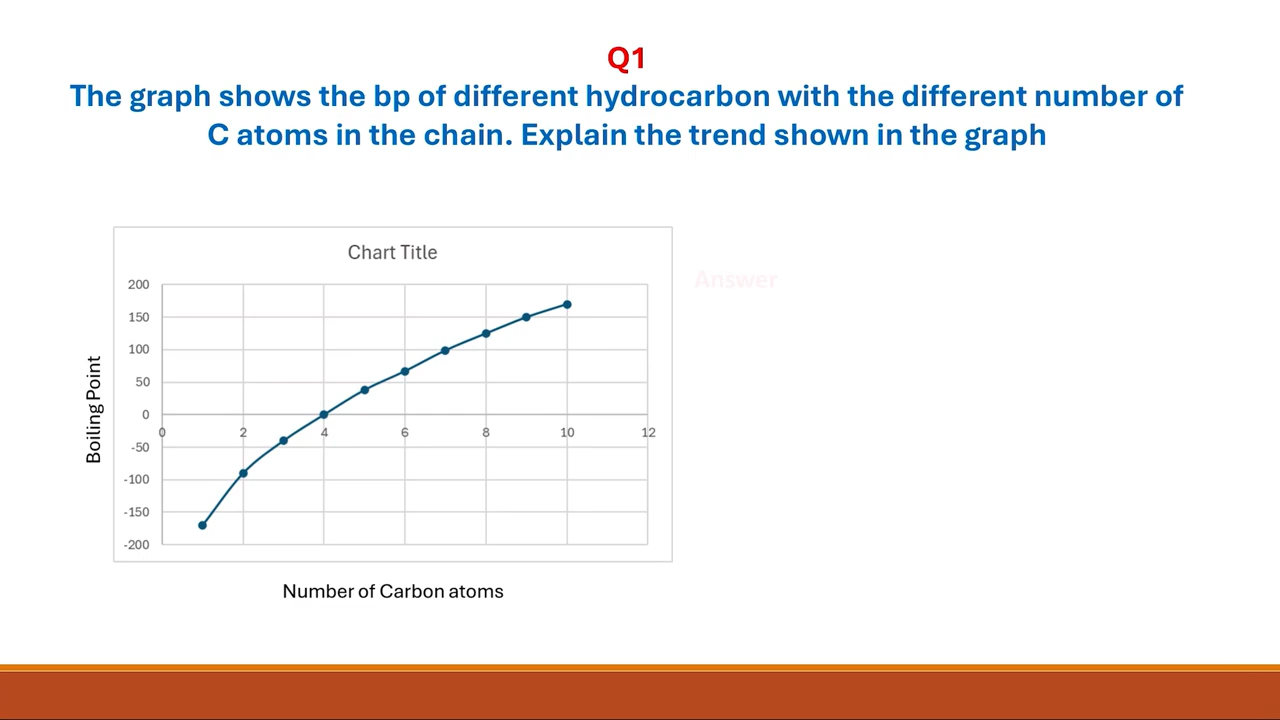 Q1
The graph shows the bp of different hydrocarbon with the different number of
C atoms in the chain. Explain the trend shown in the graph
Chart Title
Answer
200
150
100
50
0
-50
-100
-150
-200
0 2 4 6 8 10 12
Boiling Point
Number of Carbon atoms